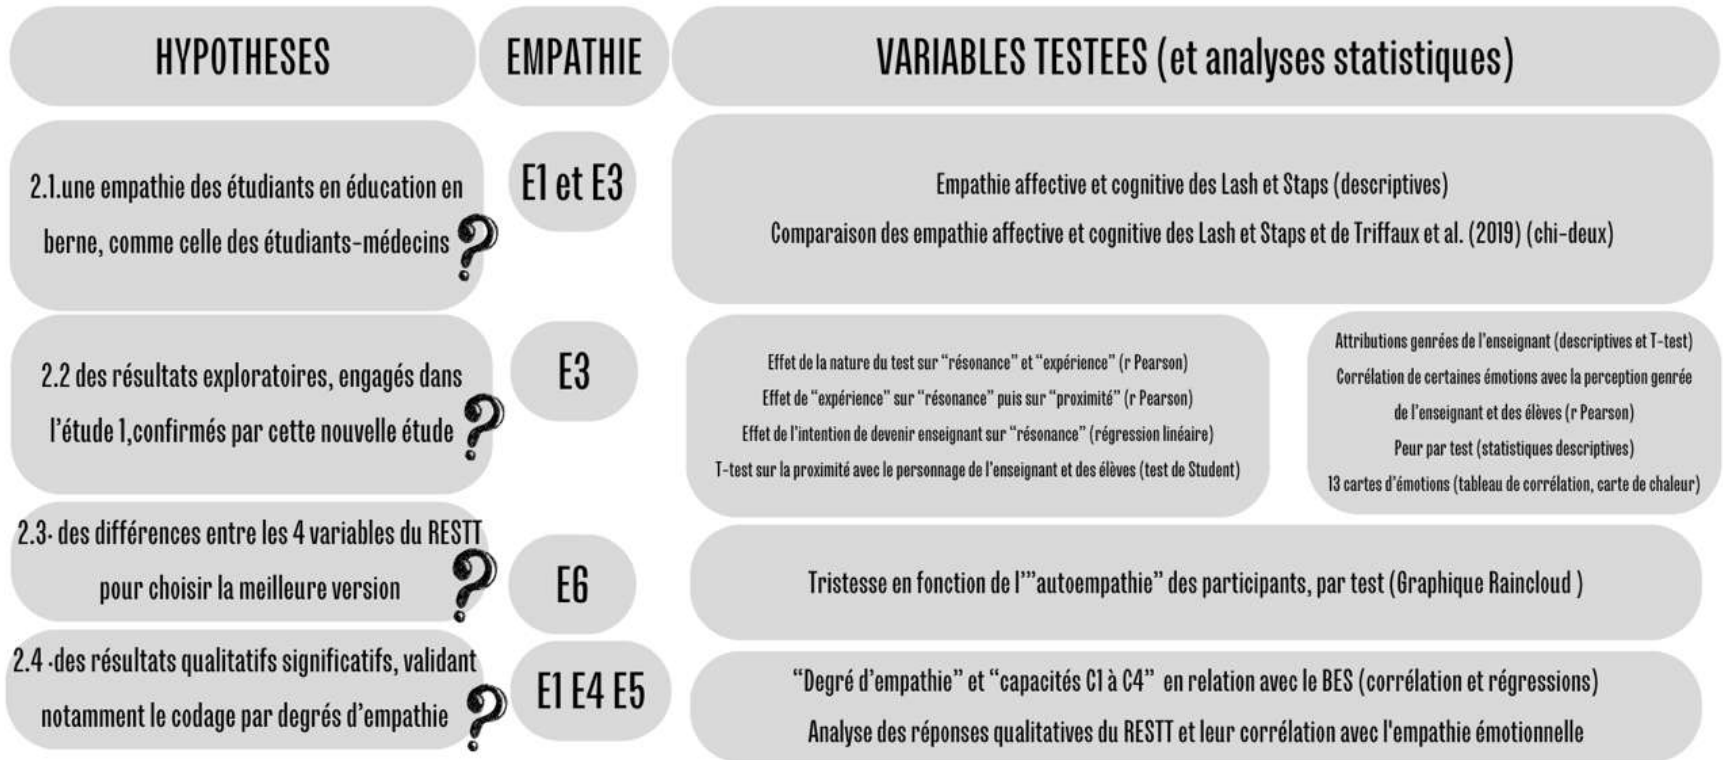 HYPOTHESES
EMPATHIE
VARIABLES TESTEES (et analyses statistiques)
2.1.une empathie des étudiants en éducation en
berne, comme celle des étudiants-médecins ?
E1 et E3
Empathie affective et cognitive des Lash et Staps (descriptives)
Comparaison des empathie affective et cognitive des Lash et Staps et de Triffaux et al. (2019) (chi-deux)
2.2 des résultats exploratoires, engagés dans
l'étude 1,confirmés par cette nouvelle étude ?
E3
Effet de la nature du test sur "résonance" et "expérience" (r Pearson)
Effet de "expérience" sur "résonance" puis sur "proximité" (r Pearson)
Effet de l'intention de devenir enseignant sur "résonance" (régression linéaire)
T-test sur la proximité avec le personnage de l'enseignant et des élèves (test de Student)
Attributions genrées de l'enseignant (descriptives et T-test)
Corrélation de certaines émotions avec la perception genrée
de l'enseignant et des élèves (r Pearson)
Peur par test (statistiques descriptives)
13 cartes d'émotions (tableau de corrélation, carte de chaleur)
2.3. des différences entre les 4 variables du RESTT
pour choisir la meilleure version ?
E6
Tristesse en fonction de l'"autoempathie" des participants, par test (Graphique Raincloud )
2.4 .des résultats qualitatifs significatifs, validant
notamment le codage par degrés d'empathie ?
E1 E4 E5
"Degré d'empathie" et "capacités C1 à C4" en relation avec le BES (corrélation et régressions)
Analyse des réponses qualitatives du RESTT et leur corrélation avec l'empathie émotionnelle